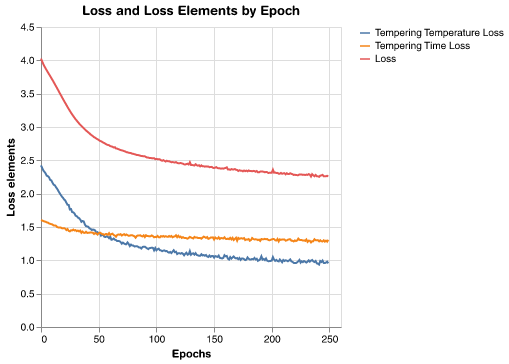 Loss and Loss Elements by Epoch
Tempering Temperature Loss
Tempering Time Loss
Loss
Loss elements
4.5
4.0
3.5
3.0
2.5
2.0
1.5
1.0
0.5
0.0
0 50 100 150 200 250
Epochs